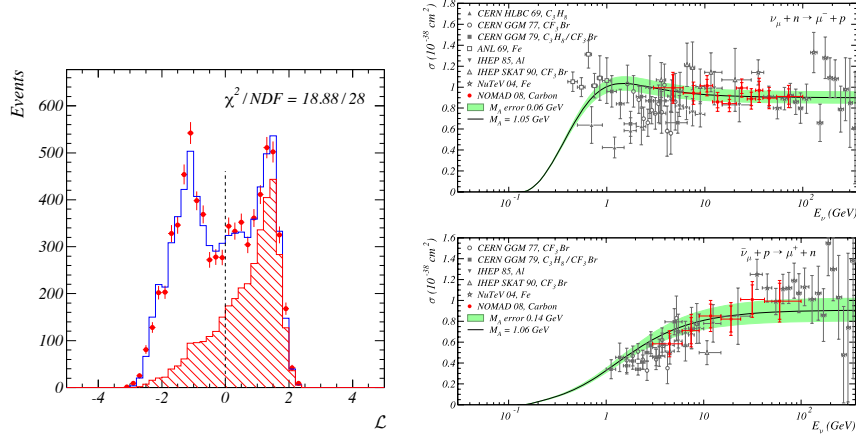 Events
χ²/NDF = 18.88/28
600
500
400
300
200
100
0
-4 -2 0 2 4
ℒ
σ (10⁻³⁸ cm²)
1.8
1.6
1.4
1.2
1
0.8
0.6
0.4
0.2
0
CERN HLBC 69, C₃H₈
CERN GGM 77, CF₃Br
CERN GGM 79, C₃H₈/CF₃Br
ANL 69, Fe
IHEP 85, Al
IHEP SKAT 90, CF₃Br
NuTeV 04, Fe
NOMAD 08, Carbon
M_A error 0.06 GeV
M_A = 1.05 GeV
ν_μ + n → μ⁻ + p
10⁻¹ 1 10 10²
E_ν (GeV)
σ (10⁻³⁸ cm²)
1.6
1.4
1.2
1
0.8
0.6
0.4
0.2
0
CERN GGM 77, CF₃Br
CERN GGM 79, C₃H₈/CF₃Br
IHEP 85, Al
IHEP SKAT 90, CF₃Br
NuTeV 04, Fe
NOMAD 08, Carbon
M_A error 0.14 GeV
M_A = 1.06 GeV
ν̄_μ + p → μ⁺ + n
10⁻¹ 1 10 10²
E_ν (GeV)